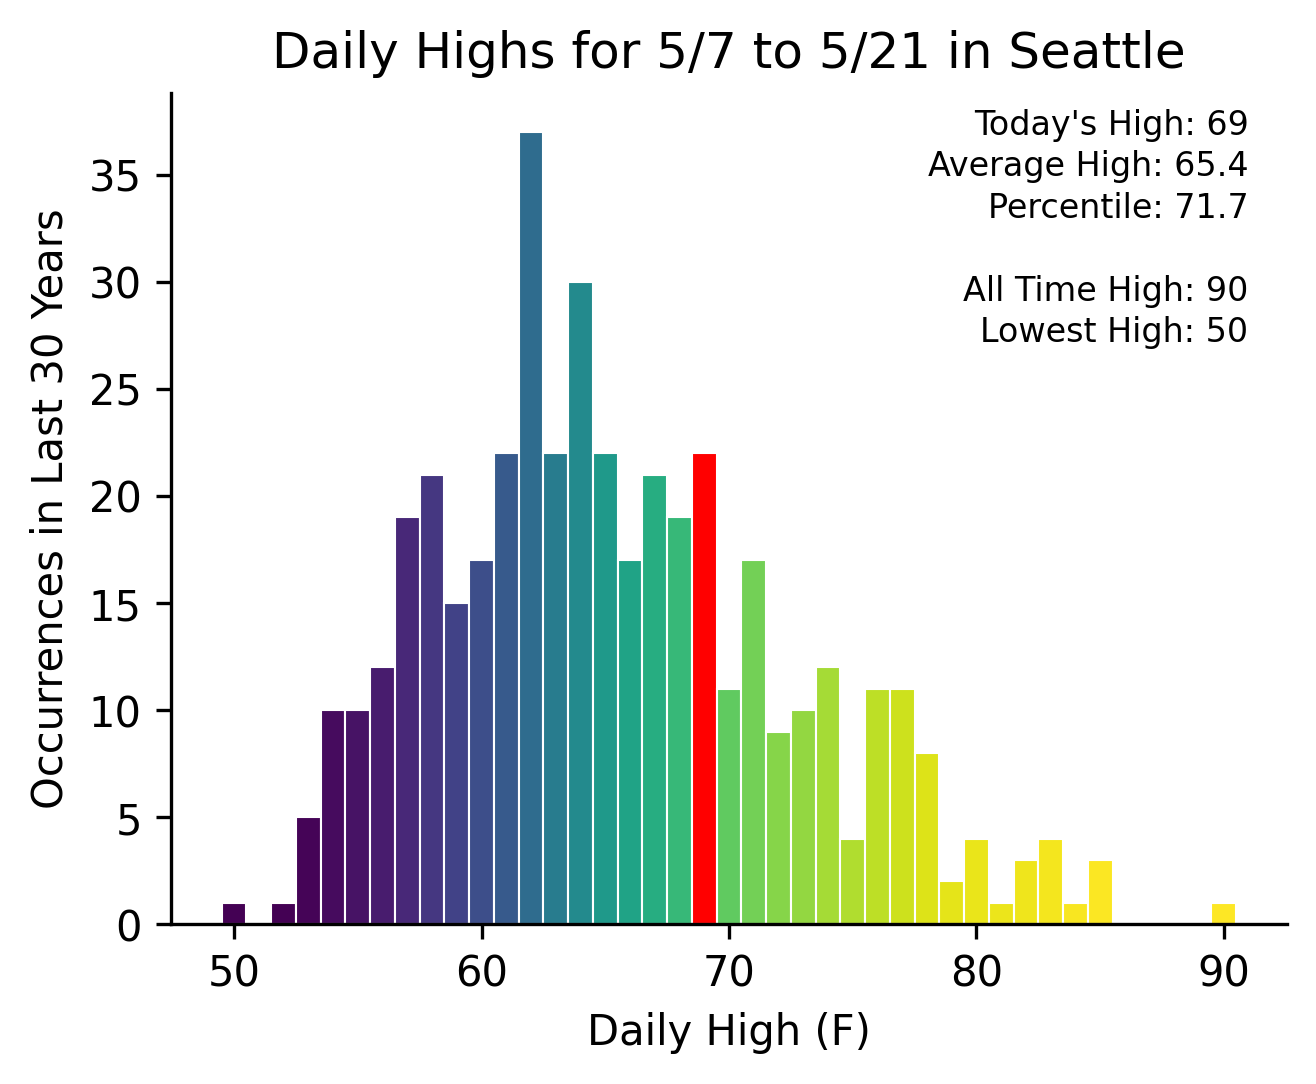 Daily Highs for 5/7 to 5/21 in Seattle
Today's High: 69
Average High: 65.4
Percentile: 71.7
All Time High: 90
Lowest High: 50
Occurrences in Last 30 Years
35
30
25
20
15
10
5
0
50 60 70 80 90
Daily High (F)